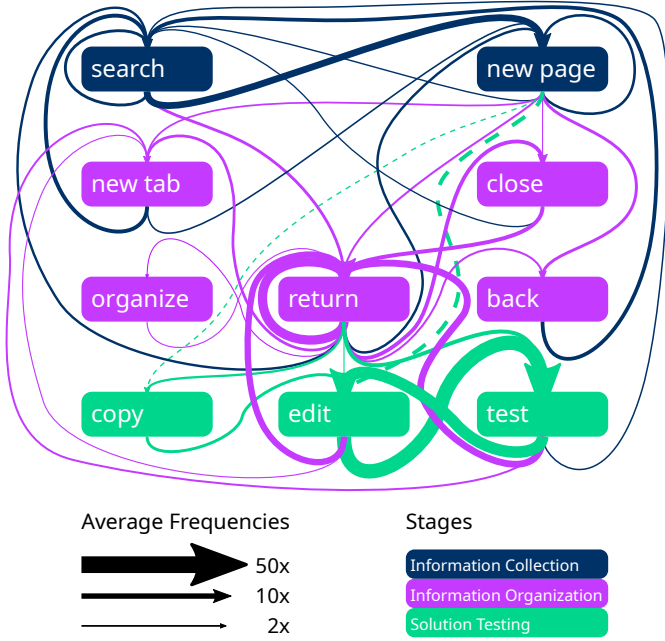 search
new page
new tab
close
organize
return
back
copy
edit
test
Average Frequencies
Stages
50x
Information Collection
10x
Information Organization
2x
Solution Testing